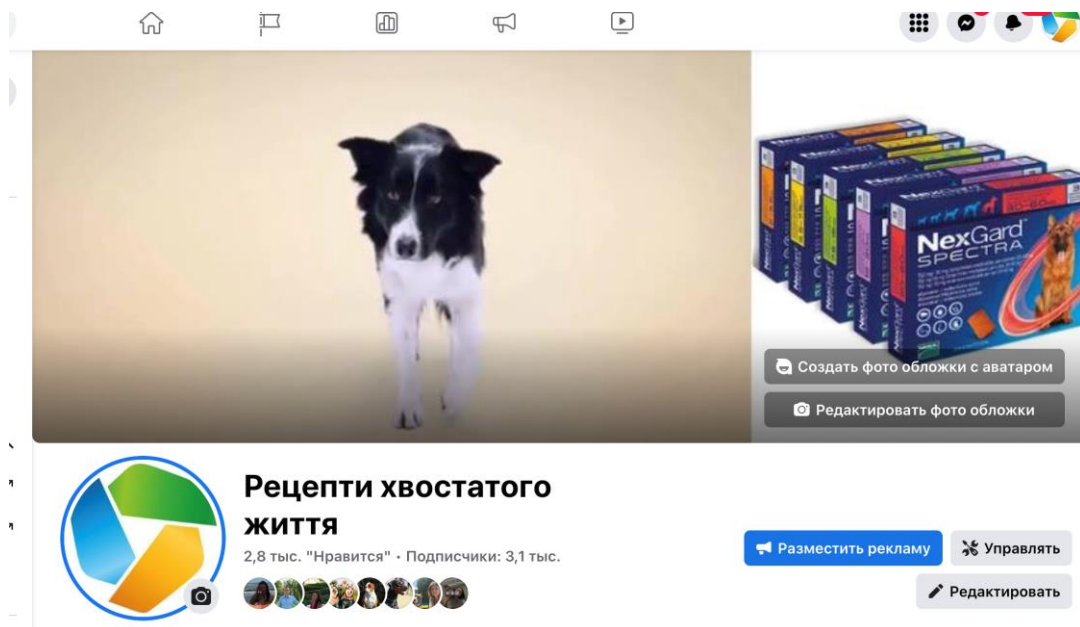 NexGard
SPECTRA
Создать фото обложки с аватаром
Редактировать фото обложки
Рецепти хвостатого
життя
2,8 тыс. "Нравится" · Подписчики: 3,1 тыс.
Разместить рекламу
Управлять
Редактировать